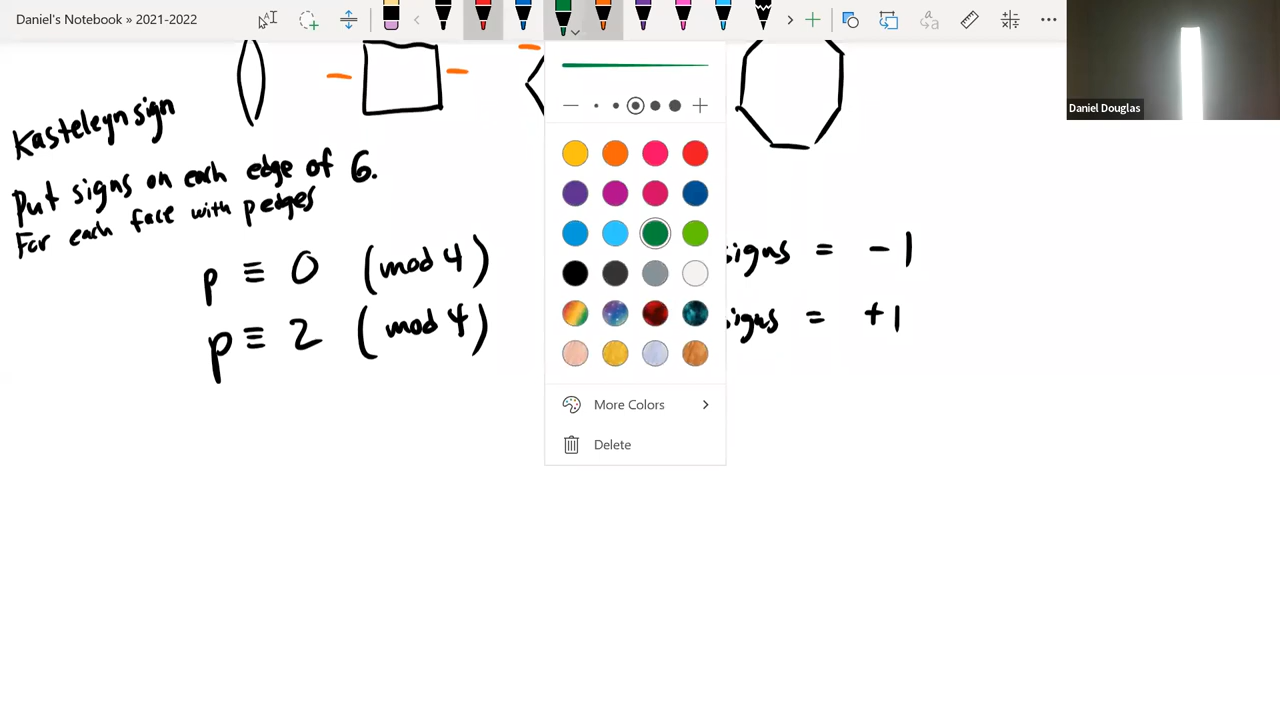 Daniel's Notebook » 2021-2022
Daniel Douglas
Kasteleyn sign
Put signs on each edge of G.
For each face with p edges
p ≡ 0 (mod 4) signs = -1
p ≡ 2 (mod 4) signs = +1
More Colors
Delete